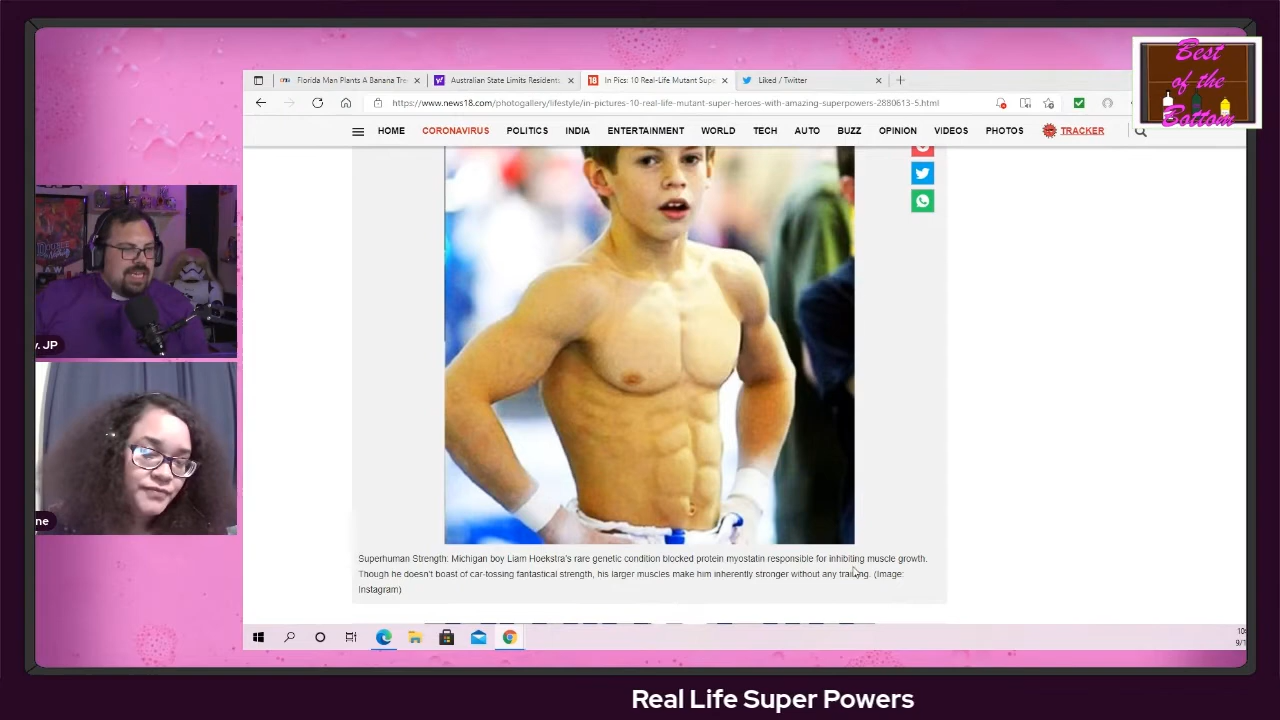 Best
of the
Bottom
Florida Man Plants A Banana Tre
Australian State Limits Resident
In Pics: 10 Real-Life Mutant Supe
Liked / Twitter
https://www.news18.com/photogallery/lifestyle/in-pictures-10-real-life-mutant-super-heroes-with-amazing-superpowers-2880613-5.html
HOME CORONAVIRUS POLITICS INDIA ENTERTAINMENT WORLD TECH AUTO BUZZ OPINION VIDEOS PHOTOS TRACKER
. JP
ne
Superhuman Strength: Michigan boy Liam Hoekstra's rare genetic condition blocked protein myostatin responsible for inhibiting muscle growth.
Though he doesn't boast of car-tossing fantastical strength, his larger muscles make him inherently stronger without any training. (Image:
Instagram)
Real Life Super Powers